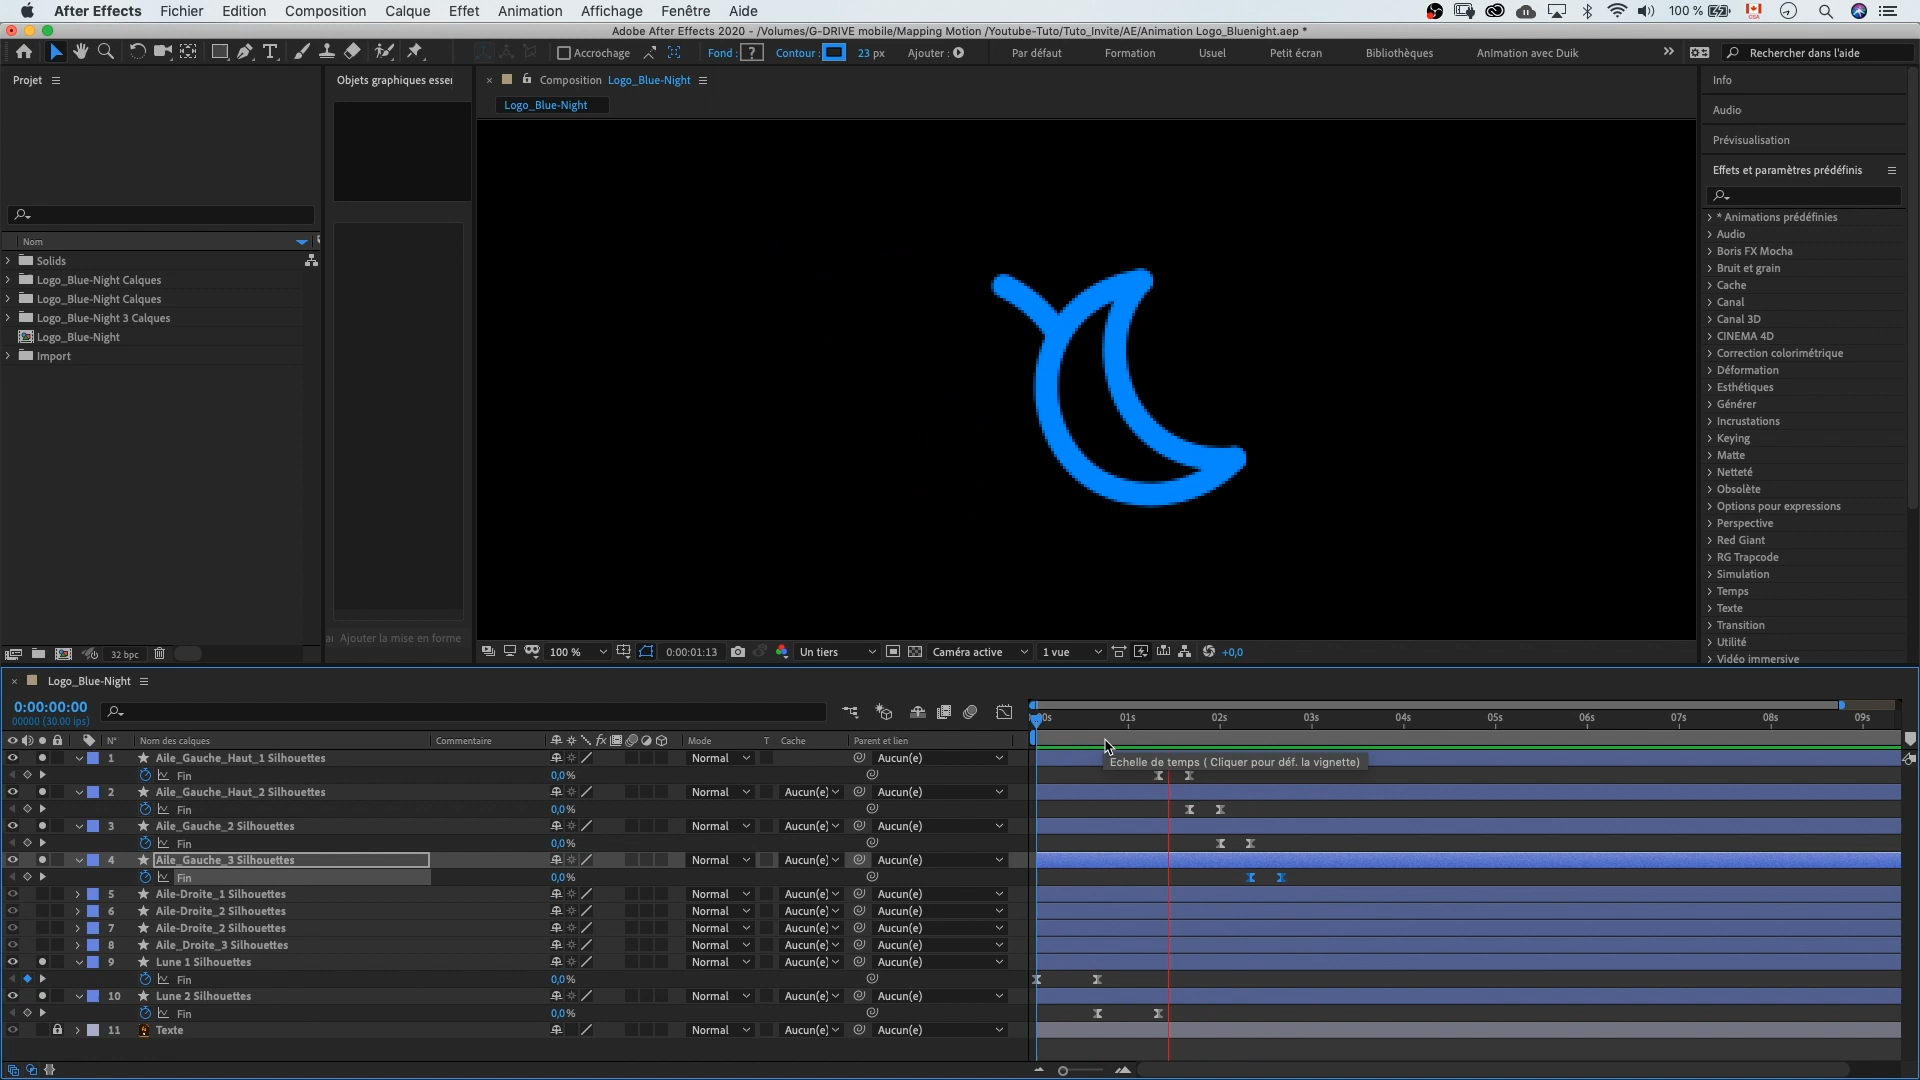 After Effects Fichier Edition Composition Calque Effet Animation Affichage Fenêtre Aide 100 %
Adobe After Effects 2020 - /Volumes/G-DRIVE mobile/Mapping Motion /Youtube-Tuto/Tuto_Invite/AE/Animation Logo_Bluenight.aep *
Accrochage Fond : ? Contour : 23 px Ajouter : Par défaut Formation Usuel Petit écran Bibliothèques Animation avec Duik » Rechercher dans l'aide
Projet
Objets graphiques esser
Composition Logo_Blue-Night
Logo_Blue-Night
Nom
Solids
Logo_Blue-Night Calques
Logo_Blue-Night Calques
Logo_Blue-Night 3 Calques
Logo_Blue-Night
Import
32 bpc
Ajouter la mise en forme
100 % 0:00:01:13 Un tiers Caméra active 1 vue +0,0
Info
Audio
Prévisualisation
Effets et paramètres prédéfinis
* Animations prédéfinies
Audio
Boris FX Mocha
Bruit et grain
Cache
Canal
Canal 3D
CINEMA 4D
Correction colorimétrique
Déformation
Esthétiques
Générer
Incrustations
Keying
Matte
Netteté
Obsolète
Options pour expressions
Perspective
Red Giant
RG Trapcode
Simulation
Temps
Texte
Transition
Utilité
Vidéo immersive
Logo_Blue-Night
0:00:00:00
00000 (30.00 ips)
00s 01s 02s 03s 04s 05s 06s 07s 08s 09s
N° Nom des calques Commentaire fx Mode T Cache Parent et lien
1 Aile_Gauche_Haut_1 Silhouettes Normal Aucun(e)
Echelle de temps ( Cliquer pour déf. la vignette)
Fin 0,0%
2 Aile_Gauche_Haut_2 Silhouettes Normal Aucun(e) Aucun(e)
Fin 0,0%
3 Aile_Gauche_2 Silhouettes Normal Aucun(e) Aucun(e)
Fin 0,0%
4 Aile_Gauche_3 Silhouettes Normal Aucun(e) Aucun(e)
Fin 0,0%
5 Aile-Droite_1 Silhouettes Normal Aucun(e) Aucun(e)
6 Aile-Droite_2 Silhouettes Normal Aucun(e) Aucun(e)
7 Aile-Droite_2 Silhouettes Normal Aucun(e) Aucun(e)
8 Aile_Droite_3 Silhouettes Normal Aucun(e) Aucun(e)
9 Lune 1 Silhouettes Normal Aucun(e) Aucun(e)
Fin 0,0%
10 Lune 2 Silhouettes Normal Aucun(e) Aucun(e)
Fin 0,0%
11 Texte Normal Aucun(e) Aucun(e)